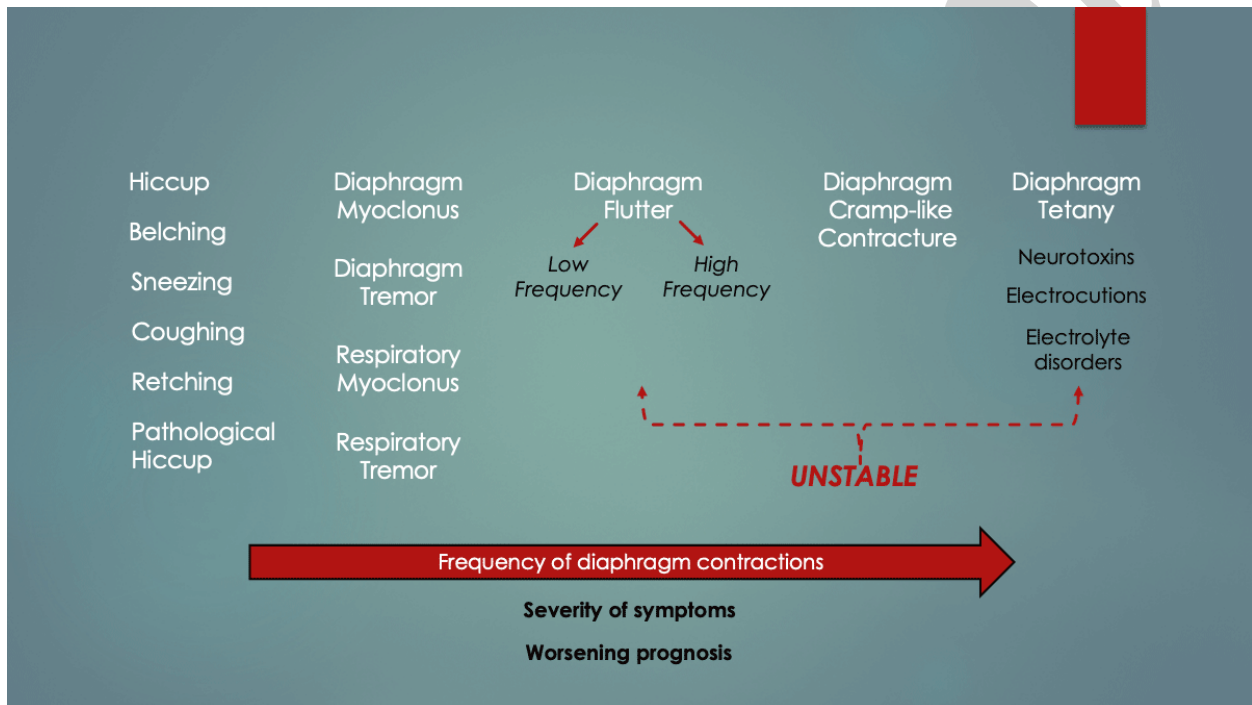 Hiccup
Belching
Sneezing
Coughing
Retching
Pathological
Hiccup
Diaphragm
Myoclonus
Diaphragm
Tremor
Respiratory
Myoclonus
Respiratory
Tremor
Diaphragm
Flutter
Low
Frequency
High
Frequency
Diaphragm
Cramp-like
Contracture
Diaphragm
Tetany
Neurotoxins
Electrocutions
Electrolyte
disorders
UNSTABLE
Frequency of diaphragm contractions
Severity of symptoms
Worsening prognosis